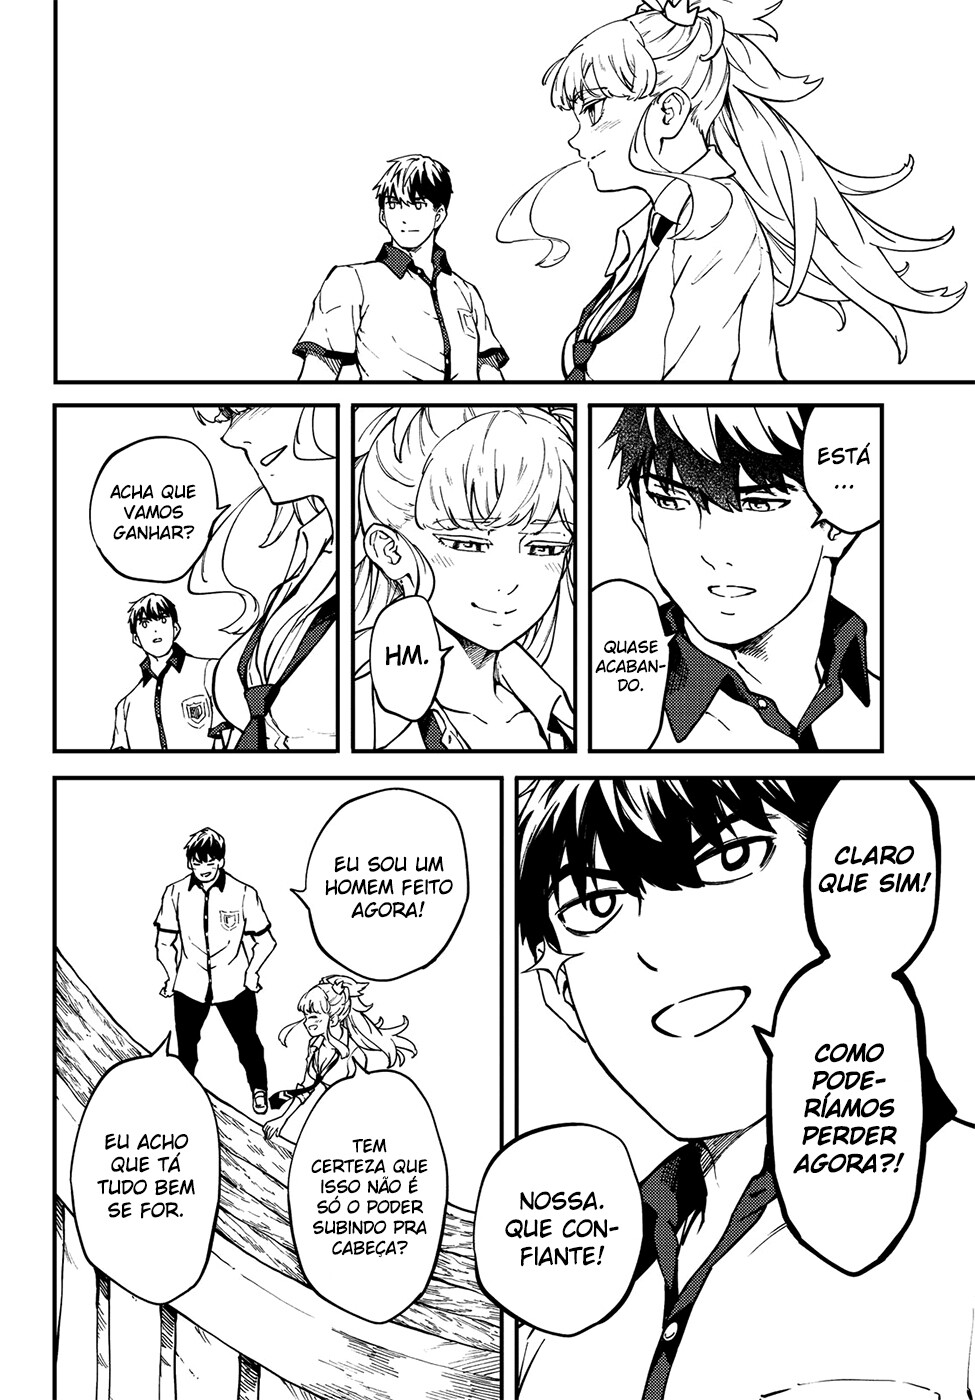 ESTÁ
...
QUASE
ACABAN-
DO.
HM.
ACHA QUE
VAMOS
GANHAR?
CLARO
QUE SIM!
COMO
PODE-
RÍAMOS
PERDER
AGORA?!
NOSSA.
QUE CON-
FIANTE!
EU SOU UM
HOMEM FEITO
AGORA!
TEM
CERTEZA QUE
ISSO NÃO É
SÓ O PODER
SUBINDO PRA
CABEÇA?
EU ACHO
QUE TÁ
TUDO BEM
SE FOR.